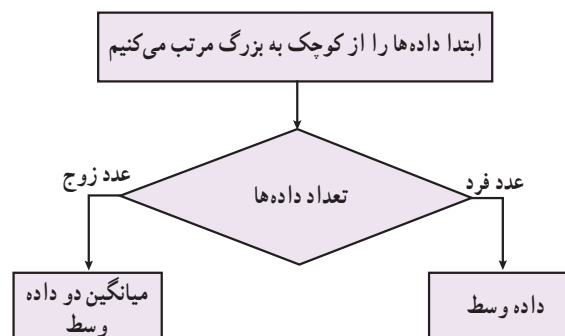 ابتدا داده‌ها را از کوچک به بزرگ مرتب می‌کنیم
تعداد داده‌ها
عدد فرد
عدد زوج
داده وسط
میانگین دو داده
وسط